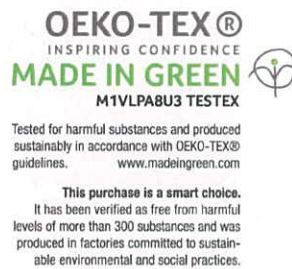 OEKO-TEX®
INSPIRING CONFIDENCE
MADE IN GREEN
M1VLPA8U3 TESTEX
Tested for harmful substances and produced
sustainably in accordance with OEKO-TEX®
guidelines. www.madeingreen.com
This purchase is a smart choice.
It has been verified as free from harmful
levels of more than 300 substances and was
produced in factories committed to sustain-
able environmental and social practices.